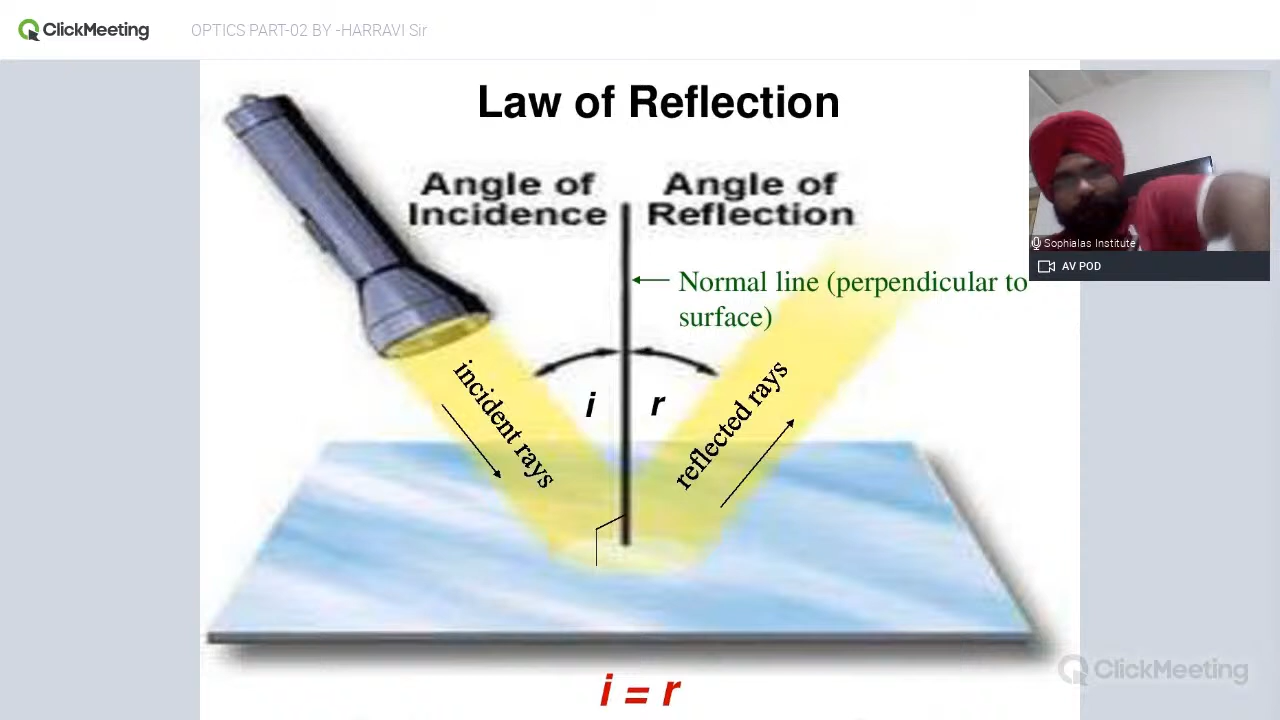 ClickMeeting
OPTICS PART-02 BY -HARRAVI Sir
Law of Reflection
Angle of
Incidence
Angle of
Reflection
Normal line (perpendicular to
surface)
incident rays
i
r
reflected rays
i = r
Sophialas Institute
AV POD
ClickMeeting